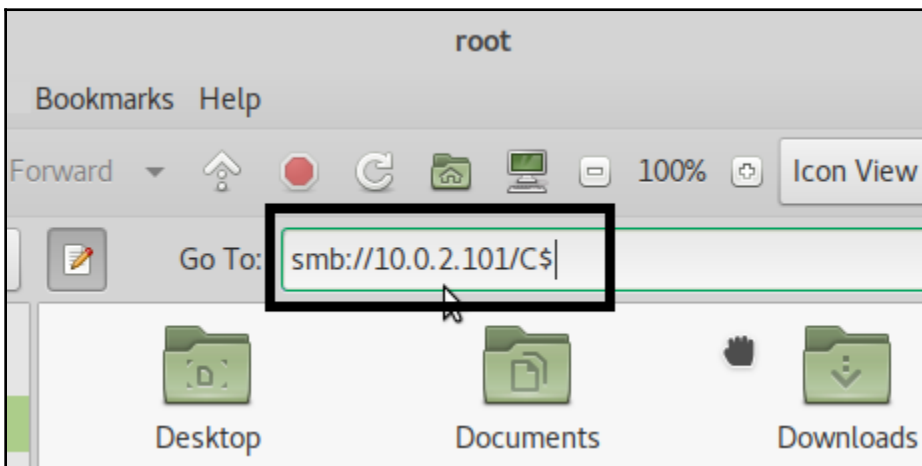 root
Bookmarks Help
Forward 100% Icon View
Go To: smb://10.0.2.101/C$
Desktop Documents Downloads